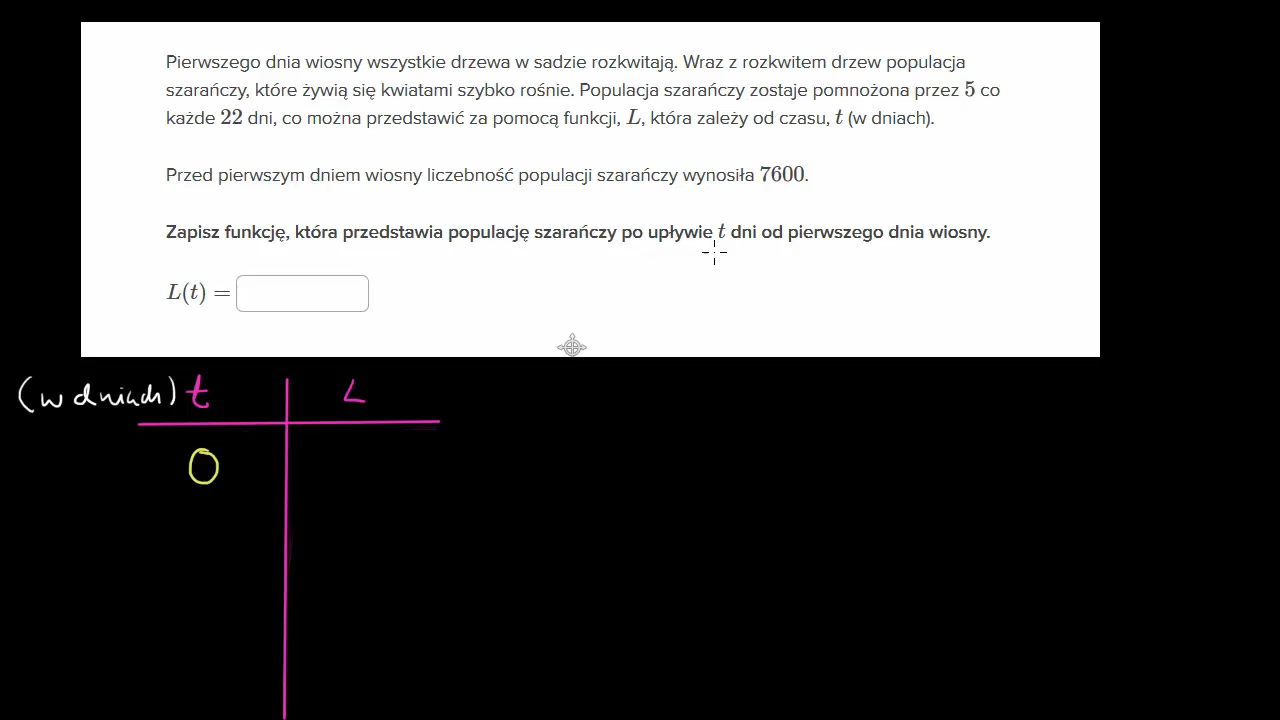 Pierwszego dnia wiosny wszystkie drzewa w sadzie rozkwitają. Wraz z rozkwitem drzew populacja
szarańczy, które żywią się kwiatami szybko rośnie. Populacja szarańczy zostaje pomnożona przez 5 co
każde 22 dni, co można przedstawić za pomocą funkcji, L, która zależy od czasu, t (w dniach).
Przed pierwszym dniem wiosny liczebność populacji szarańczy wynosiła 7600.
Zapisz funkcję, która przedstawia populację szarańczy po upływie t dni od pierwszego dnia wiosny.
L(t) =
(w dniach) t L
0